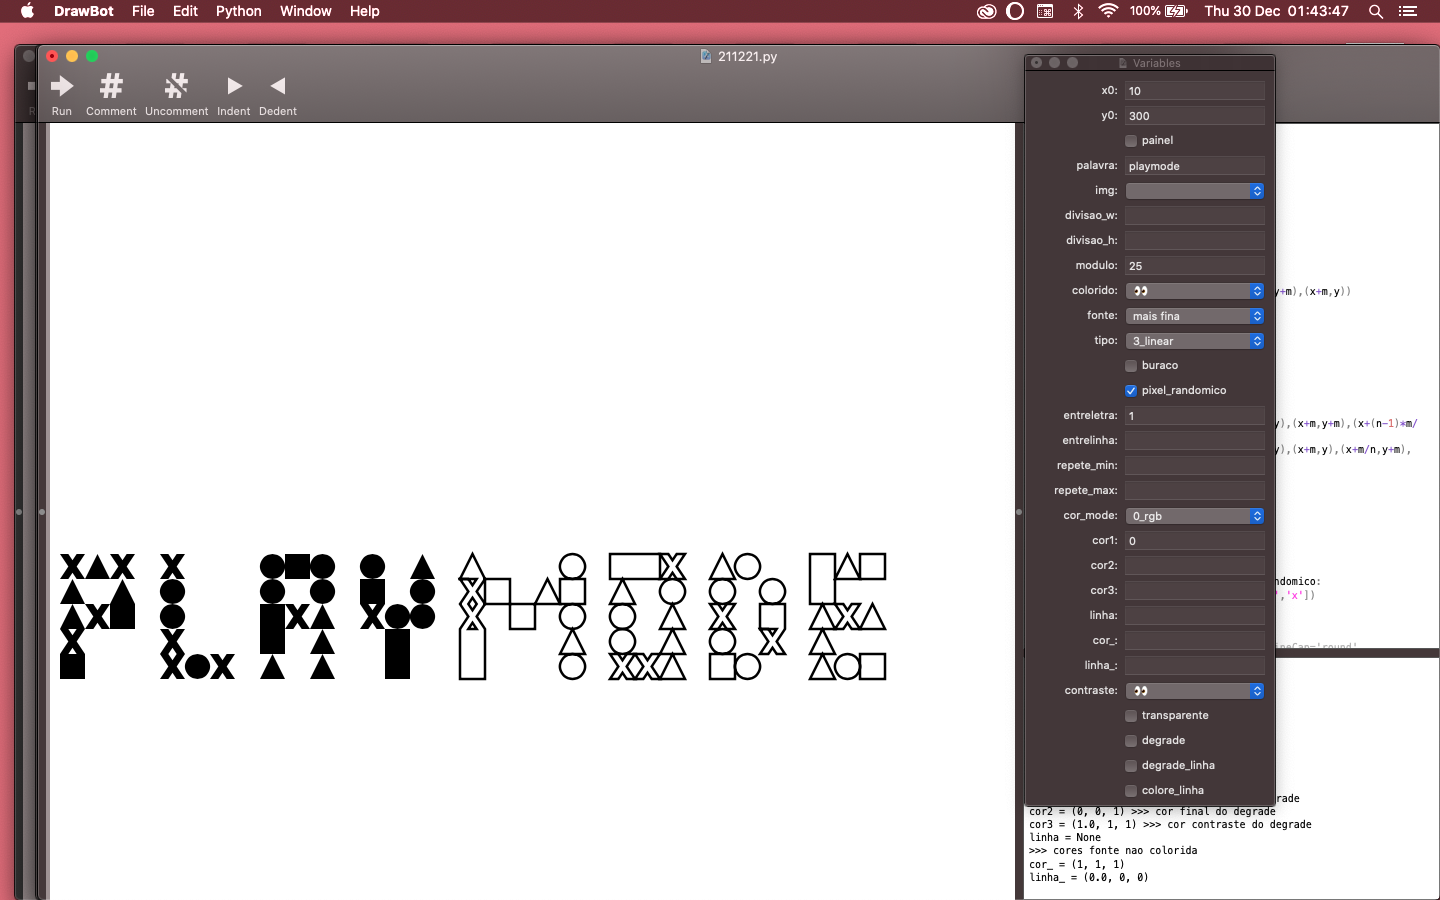 DrawBot File Edit Python Window Help 100% Thu 30 Dec 01:43:47
211221.py
Run Comment Uncomment Indent Dedent
Variables
x0: 10
y0: 300
painel
palavra: playmode
img:
divisao_w:
divisao_h:
modulo: 25
colorido: 👀
fonte: mais fina
tipo: 3_linear
buraco
pixel_randomico
entreletra: 1
entrelinha:
repete_min:
repete_max:
cor_mode: 0_rgb
cor1: 0
cor2:
cor3:
linha:
cor_:
linha_:
contraste: 👀
transparente
degrade
degrade_linha
colore_linha
y+m),(x+m,y))
y),(x+m,y+m),(x+(n-1)*m/
y),(x+m,y),(x+m/n,y+m),
ndomico:
,'x'])
PLAYMODE
rade
cor2 = (0, 0, 1) >>> cor final do degrade
cor3 = (1.0, 1, 1) >>> cor contraste do degrade
linha = None
>>> cores fonte nao colorida
cor_ = (1, 1, 1)
linha_ = (0.0, 0, 0)